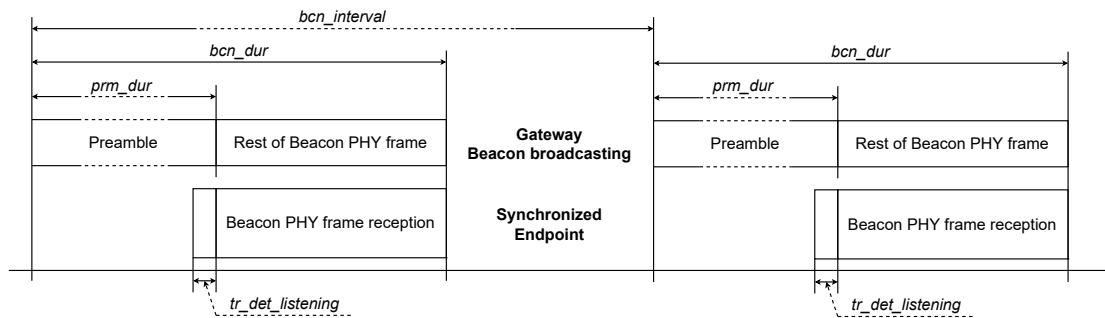 bcn_interval
bcn_dur
bcn_dur
prm_dur
prm_dur
Preamble
Rest of Beacon PHY frame
Gateway
Beacon broadcasting
Preamble
Rest of Beacon PHY frame
Beacon PHY frame reception
Synchronized
Endpoint
Beacon PHY frame reception
tr_det_listening
tr_det_listening